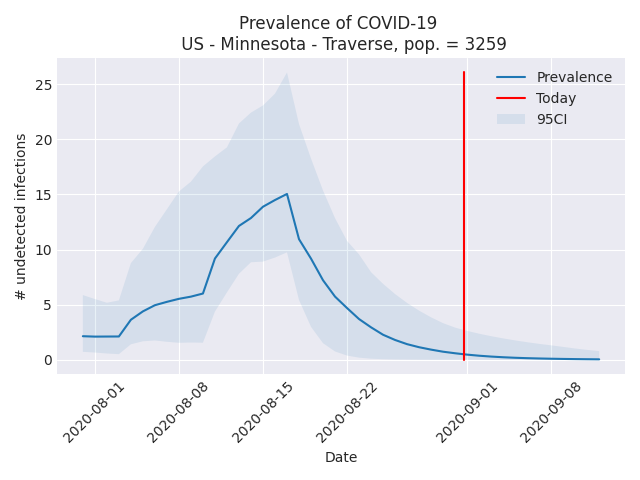 Prevalence of COVID-19
US - Minnesota - Traverse, pop. = 3259
Prevalence
Today
95CI
# undetected infections
25
20
15
10
5
0
2020-08-01
2020-08-08
2020-08-15
2020-08-22
2020-09-01
2020-09-08
Date